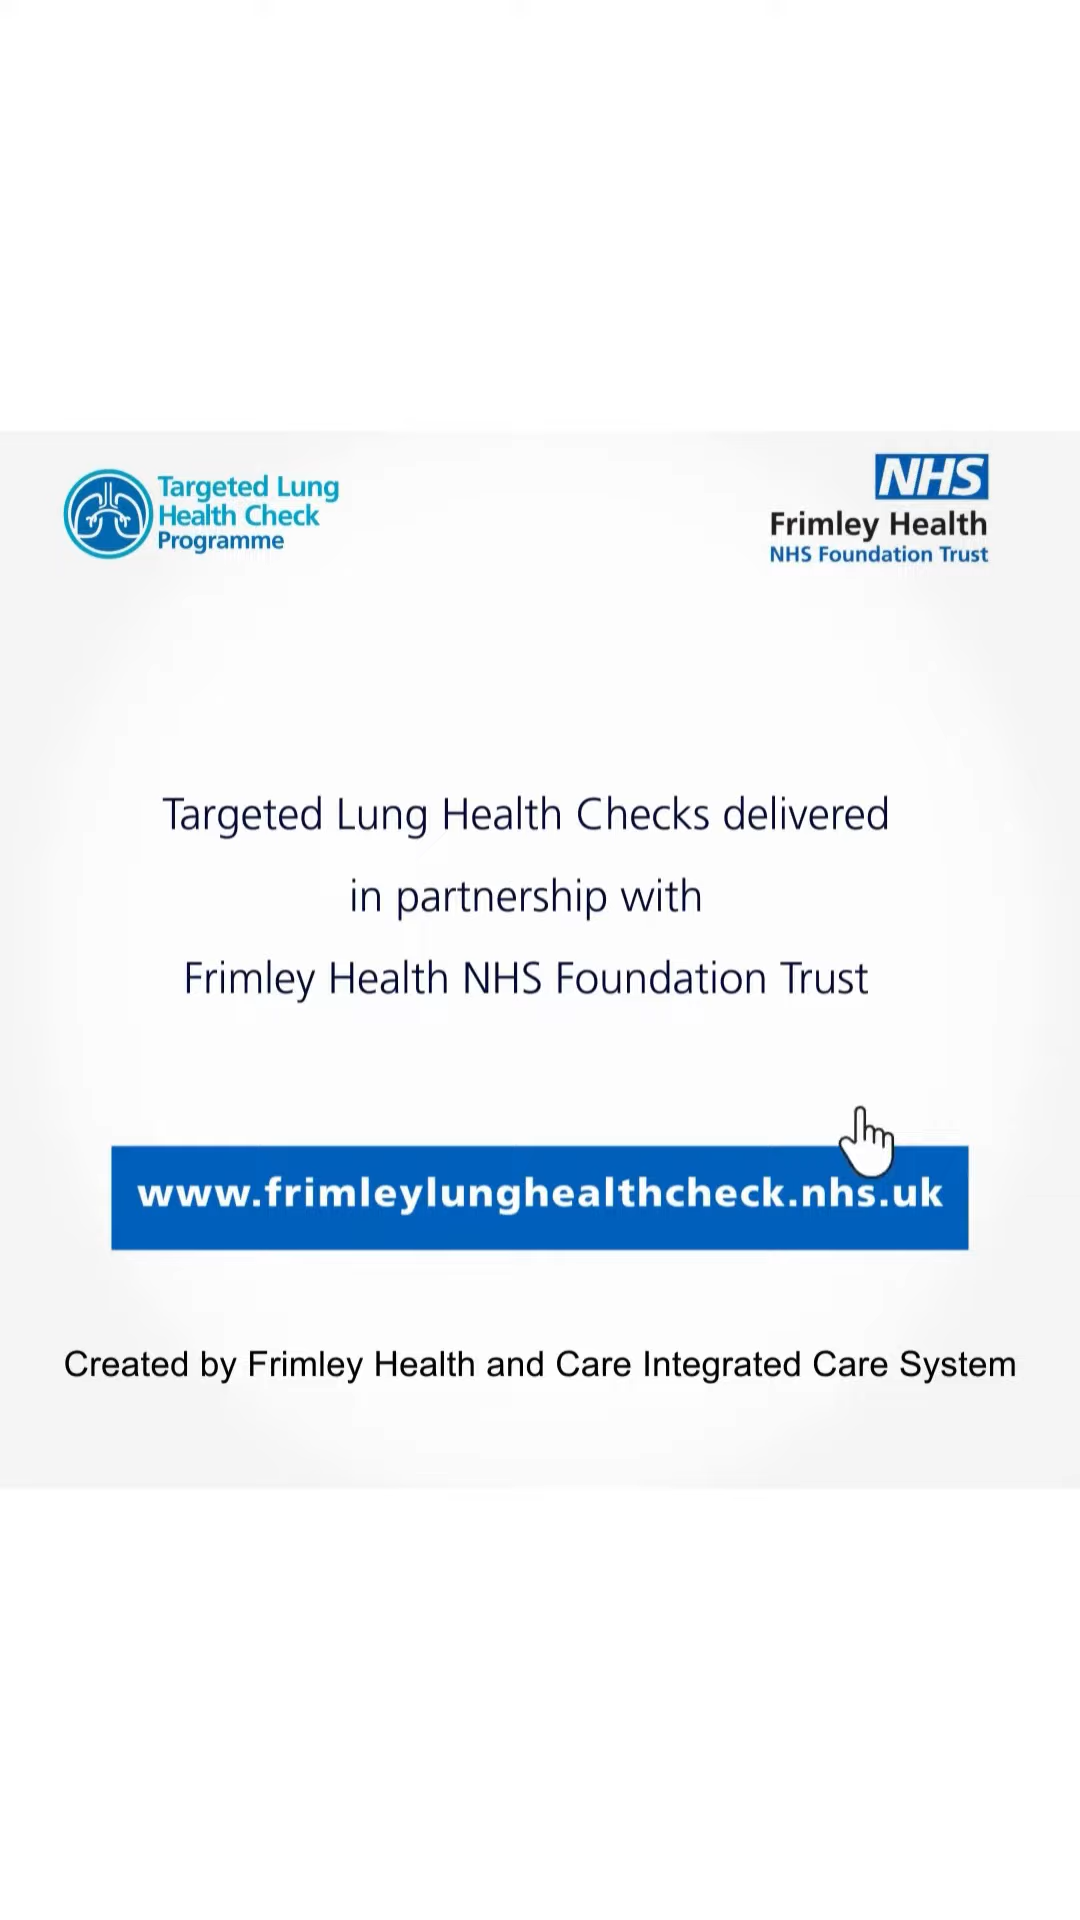 Targeted Lung
Health Check
Programme
NHS
Frimley Health
NHS Foundation Trust
Targeted Lung Health Checks delivered
in partnership with
Frimley Health NHS Foundation Trust
www.frimleylunghealthcheck.nhs.uk
Created by Frimley Health and Care Integrated Care System